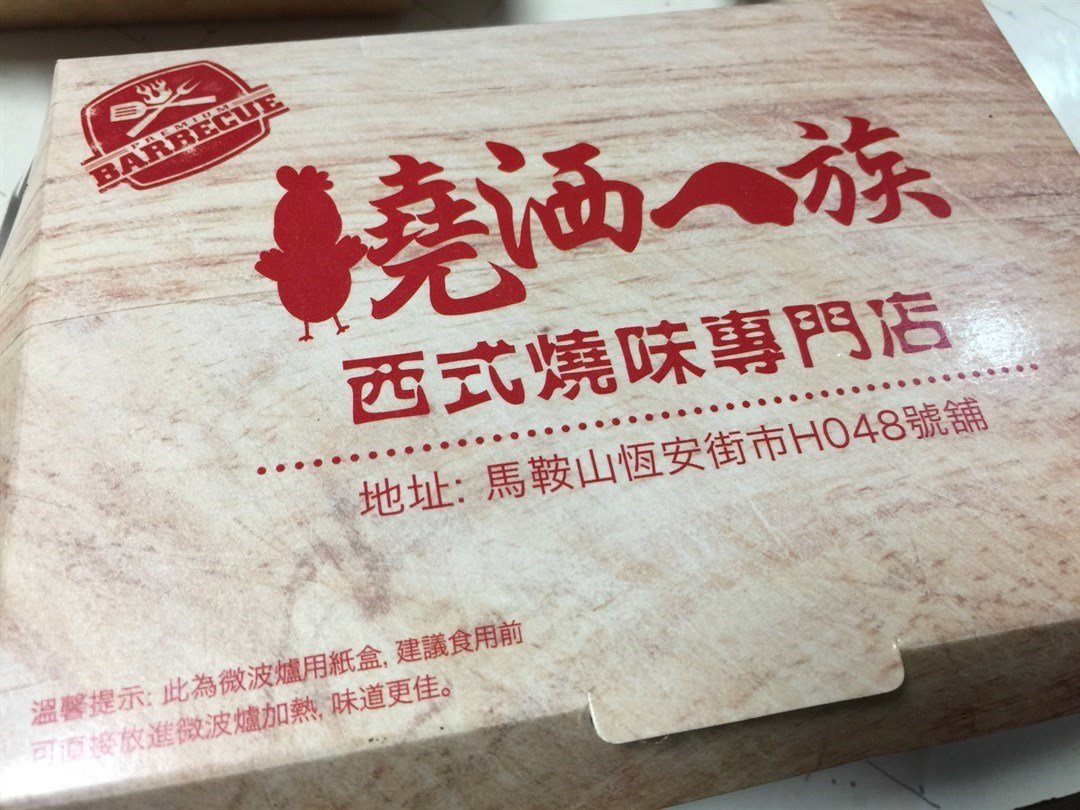 PREMIUM
BARBECUE
燒洒一族
西式燒味專門店
地址: 馬鞍山恆安街市H048號舖
溫馨提示: 此為微波爐用紙盒, 建議食用前
可直接放進微波爐加熱, 味道更佳。